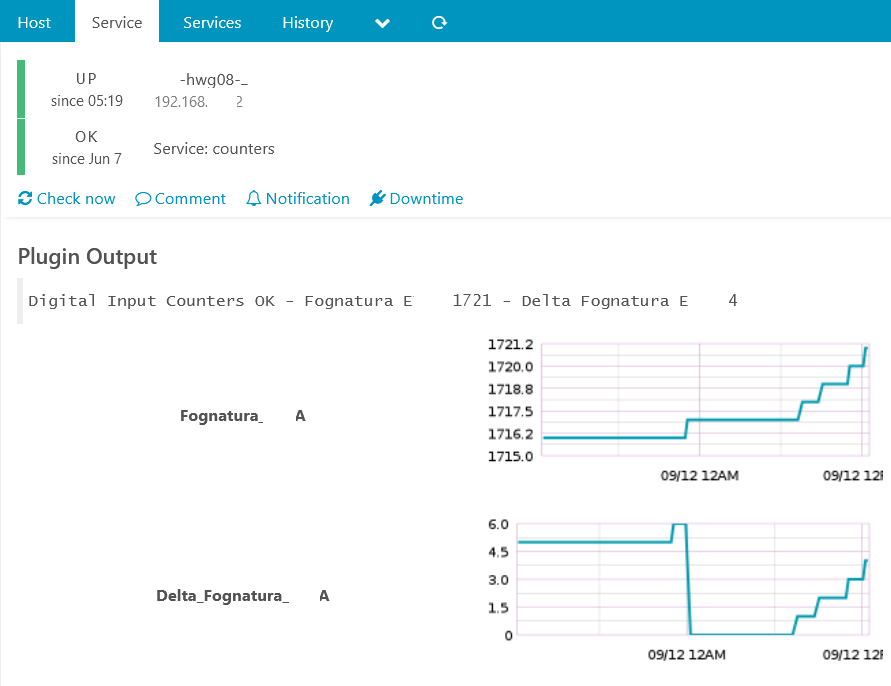 Host Service Services History
UP -hwg08-_
since 05:19 192.168. 2
OK
since Jun 7 Service: counters
Check now Comment Notification Downtime
Plugin Output
Digital Input Counters OK - Fognatura E 1721 - Delta Fognatura E 4
Fognatura_ A
1721.2
1720.0
1718.8
1717.5
1716.2
1715.0
09/12 12AM 09/12 12P
Delta_Fognatura_ A
6.0
4.5
3.0
1.5
0
09/12 12AM 09/12 12P